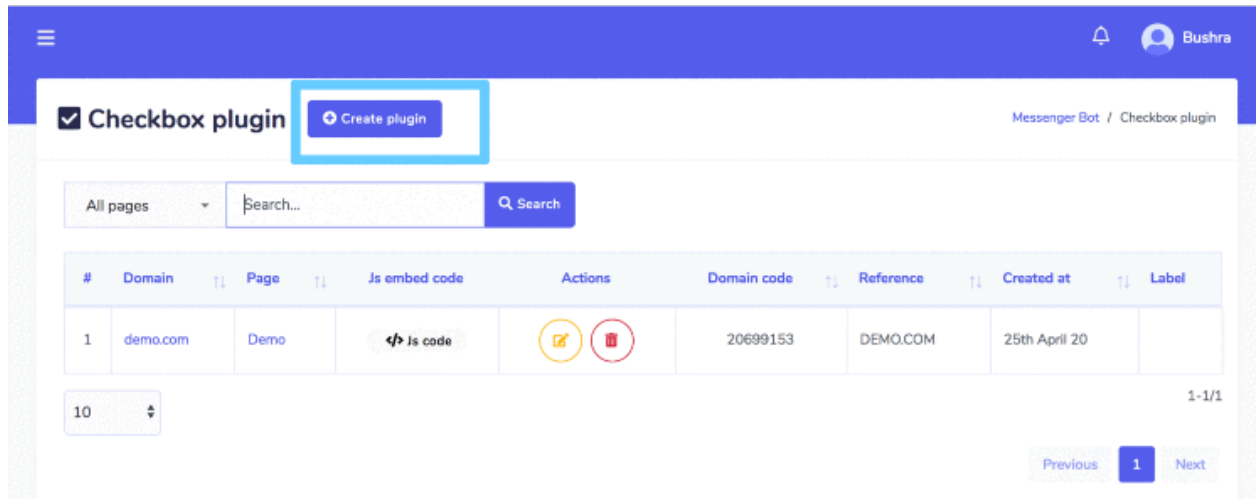 Bushra
Checkbox plugin Create plugin Messenger Bot / Checkbox plugin
All pages Search... Search
# Domain Page Js embed code Actions Domain code Reference Created at Label
1 demo.com Demo </> Js code 20699153 DEMO.COM 25th April 20
1-1/1
10
Previous 1 Next